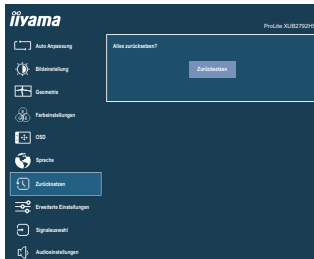 iiyama
ProLite XUB2792HS
Auto Anpassung
Alles zurücksetzen?
Bildeinstellung
Zurücksetzen
Geometrie
Farbeinstellungen
OSD
Sprache
Zurücksetzen
Erweiterte Einstellungen
Signalauswahl
Audioeinstellungen